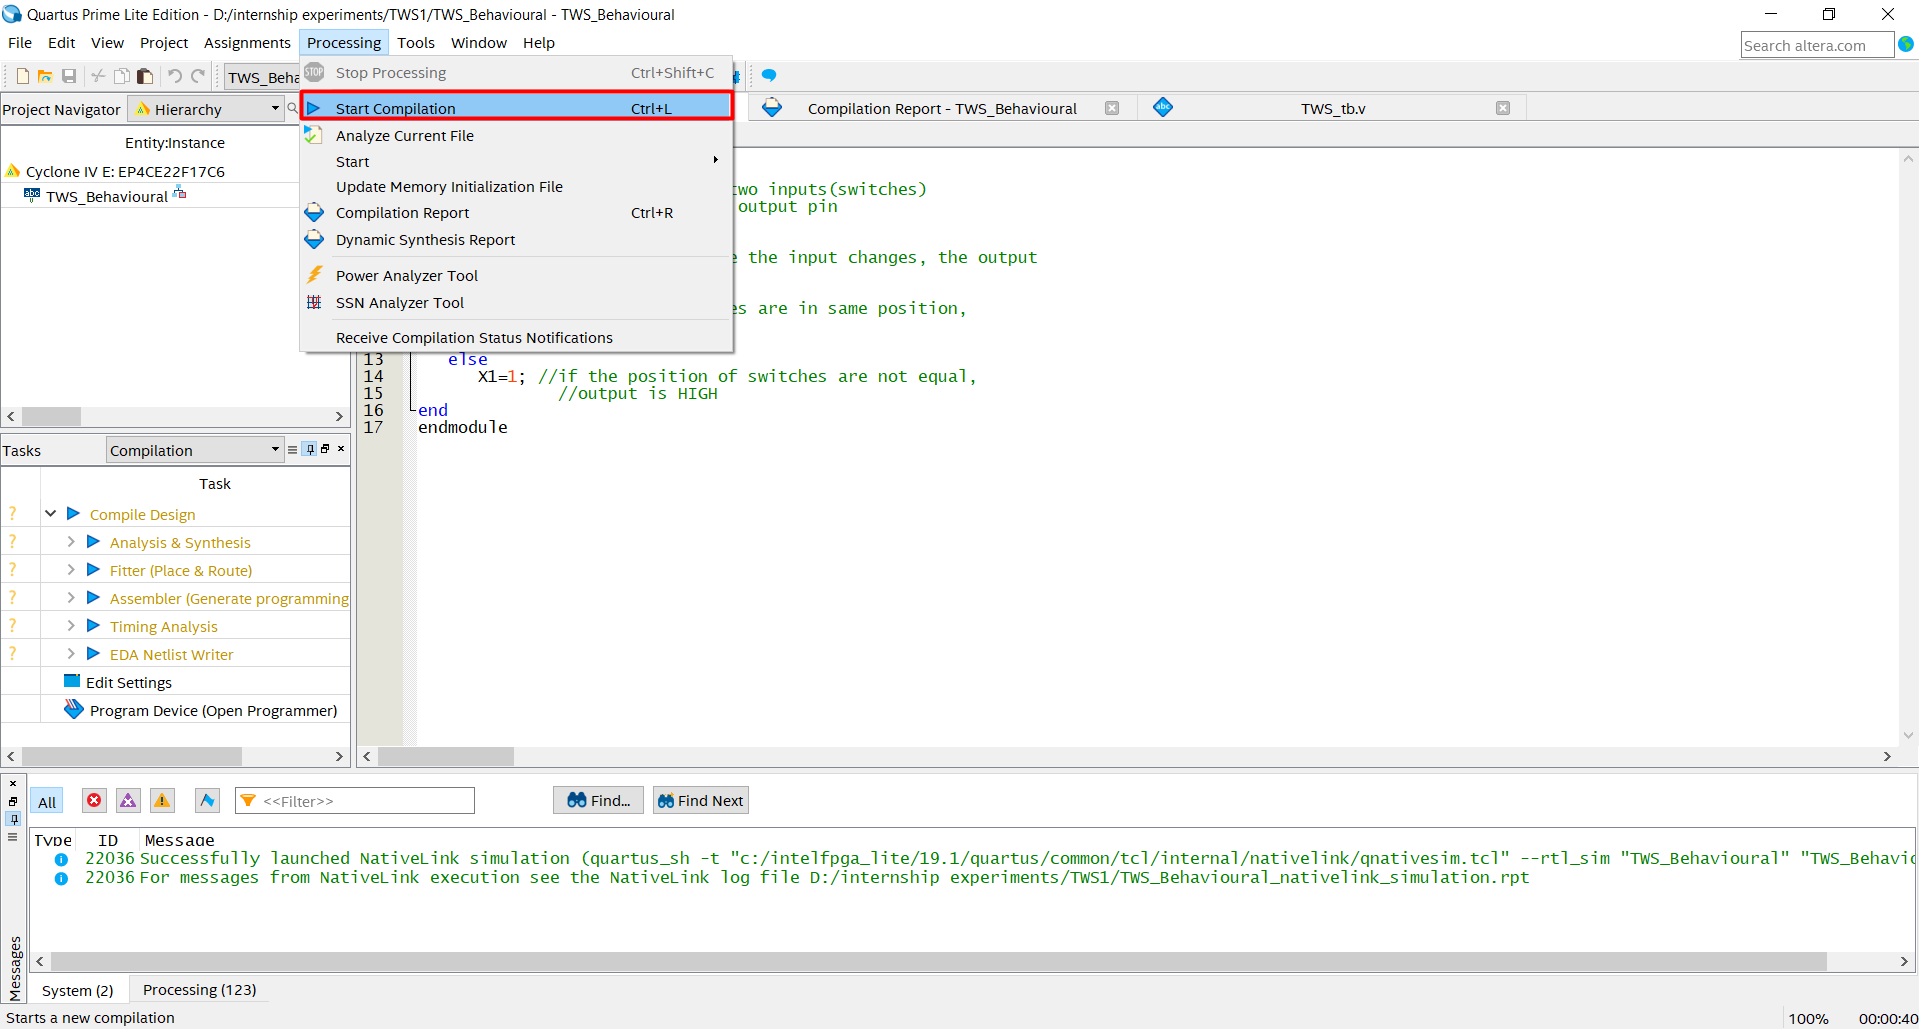 Quartus Prime Lite Edition - D:/internship experiments/TWS1/TWS_Behavioural - TWS_Behavioural
File Edit View Project Assignments Processing Tools Window Help
Search altera.com
TWS_Beha
STOP Stop Processing Ctrl+Shift+C
Start Compilation Ctrl+L
Analyze Current File
Start
Update Memory Initialization File
Compilation Report Ctrl+R
Dynamic Synthesis Report
Power Analyzer Tool
SSN Analyzer Tool
Receive Compilation Status Notifications
Project Navigator Hierarchy
Entity:Instance
Cyclone IV E: EP4CE22F17C6
abc TWS_Behavioural
Compilation Report - TWS_Behavioural abc TWS_tb.v
two inputs(switches)
output pin
e the input changes, the output
es are in same position,
13 else
14 X1=1; //if the position of switches are not equal,
15 //output is HIGH
16 end
17 endmodule
Tasks Compilation
Task
? Compile Design
? Analysis & Synthesis
? Fitter (Place & Route)
? Assembler (Generate programming
? Timing Analysis
? EDA Netlist Writer
Edit Settings
Program Device (Open Programmer)
Messages
All <<Filter>> Find... Find Next
Type ID Message
22036 Successfully launched NativeLink simulation (quartus_sh -t "c:/intelfpga_lite/19.1/quartus/common/tcl/internal/nativelink/qnativesim.tcl" --rtl_sim "TWS_Behavioural" "TWS_Behavio
22036 For messages from NativeLink execution see the NativeLink log file D:/internship experiments/TWS1/TWS_Behavioural_nativelink_simulation.rpt
System (2) Processing (123)
Starts a new compilation 100% 00:00:40